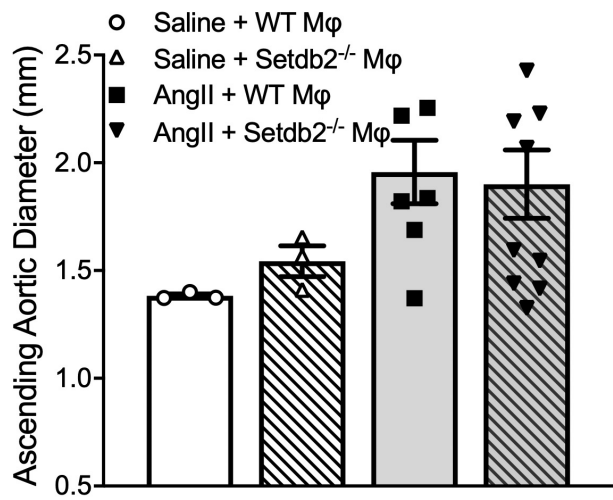 Saline + WT Mφ
Saline + Setdb2-/- Mφ
AngII + WT Mφ
AngII + Setdb2-/- Mφ
Ascending Aortic Diameter (mm)
2.5
2.0
1.5
1.0
0.5